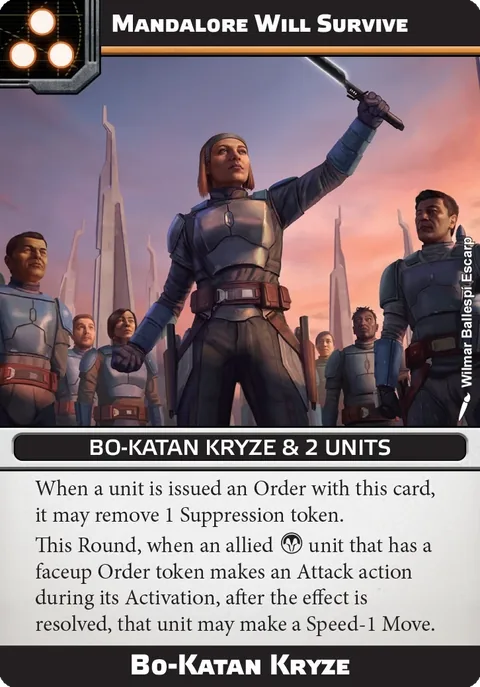 Mandalore Will Survive
Wilmar Ballespi Escarp
BO-KATAN KRYZE & 2 UNITS
When a unit is issued an Order with this card,
it may remove 1 Suppression token.
This Round, when an allied unit that has a
faceup Order token makes an Attack action
during its Activation, after the effect is
resolved, that unit may make a Speed-1 Move.
Bo-Katan Kryze